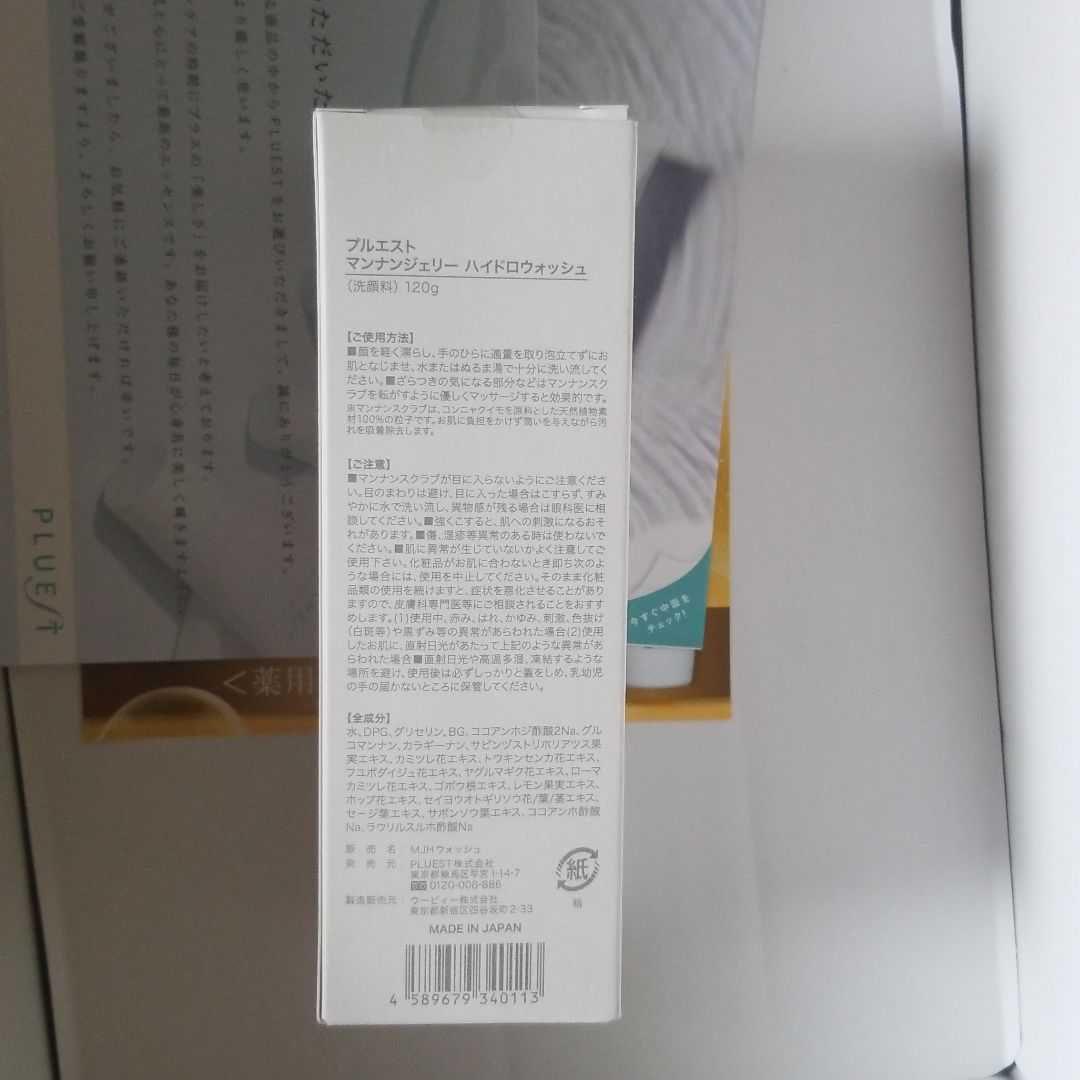 プルエスト
マンナンジェリー ハイドロウォッシュ
（洗顔料）120g
【ご使用方法】
■顔を軽く濡らし、手のひらに適量を取り泡立てずにお
肌となじませ、水またはぬるま湯で十分に洗い流してく
ださい。■ざらつきの気になる部分などはマンナンスク
ラブを転がすように優しくマッサージすると効果的です。
※マンナンスクラブは、コンニャクイモを原料とした天然植物素
材100%の粒子です。お肌に負担をかけず潤いを与えながら汚
れを吸着除去します。
【ご注意】
■マンナンスクラブが目に入らないようにご注意くださ
い。目のまわりは避け、目に入った場合はこすらず、すみ
やかに水で洗い流し、異物感が残る場合は眼科医に相
談してください。■強くこすると、肌への刺激になるおそ
れがあります。■傷、湿疹等異常のある時は使わないで
ください。■肌に異常が生じていないかよく注意してご
使用下さい。化粧品がお肌に合わないとき即ち次のよ
うな場合には、使用を中止してください。そのまま化粧
品類の使用を続けますと、症状を悪化させることがあり
ますので、皮膚科専門医等にご相談されることをおすす
めします。(1)使用中、赤み、はれ、かゆみ、刺激、色抜け
(白斑等)や黒ずみ等の異常があらわれた場合(2)使用
したお肌に、直射日光があたって上記のような異常があ
らわれた場合■直射日光や高温多湿、凍結するような
場所を避け、使用後は必ずしっかりと蓋をしめ、乳幼児
の手の届かないところに保管してください。
【全成分】
水、DPG、グリセリン、BG、ココアンホジ酢酸2Na、グル
コマンナン、カラギーナン、サピンヅストリホリアツス果
実エキス、カミツレ花エキス、トウキンセンカ花エキス、
フユボダイジュ花エキス、ヤグルマギク花エキス、ローマ
カミツレ花エキス、ゴボウ根エキス、レモン果実エキス、
ホップ花エキス、セイヨウオトギリソウ花/葉/茎エキス、
セージ葉エキス、サボンソウ葉エキス、ココアンホ酢酸
Na、ラウリルスルホ酢酸Na
販売名 MJHウォッシュ
発売元 PLUEST株式会社
東京都練馬区早宮1-14-7
0120-008-886
製造販売元：ウービィー株式会社
東京都新宿区四谷坂町2-33
MADE IN JAPAN
紙
箱
4 589679 340113
PLUEST
＜薬用
今すぐ中面を
チェック！